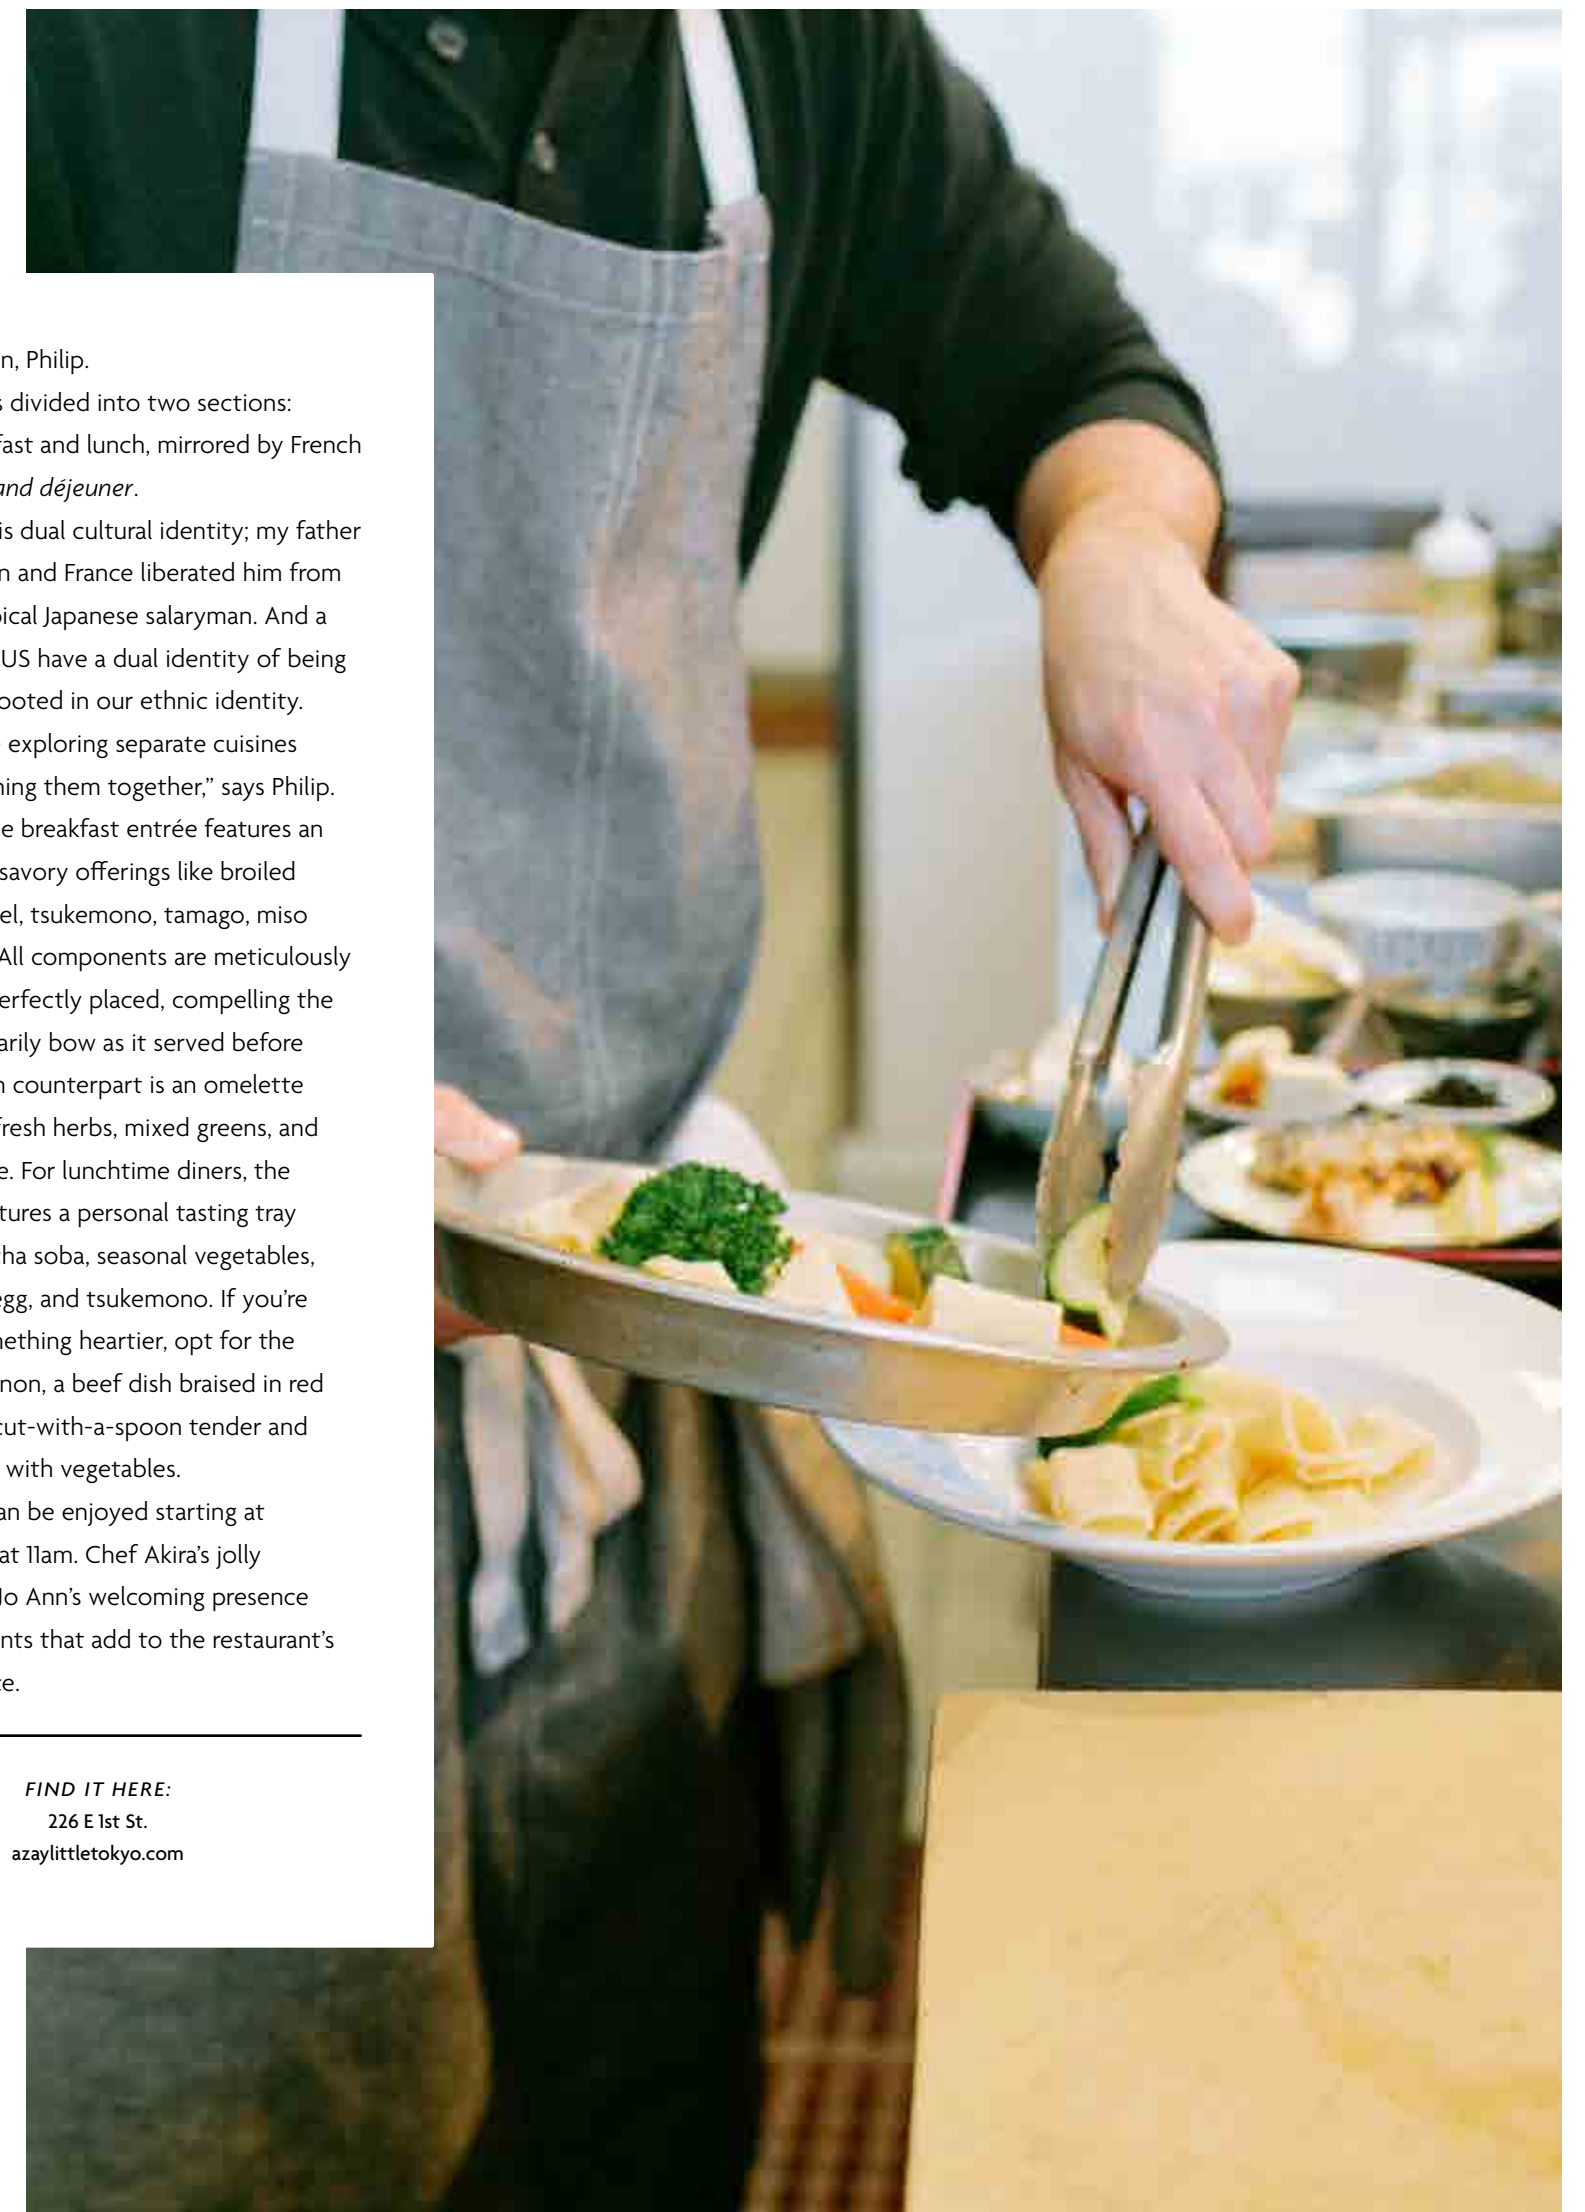 n, Philip.
s divided into two sections:
fast and lunch, mirrored by French
and déjeuner.
is dual cultural identity; my father
n and France liberated him from
pical Japanese salaryman. And a
US have a dual identity of being
ooted in our ethnic identity.
exploring separate cuisines
ning them together,” says Philip.
e breakfast entrée features an
savory offerings like broiled
el, tsukemono, tamago, miso
All components are meticulously
erfectly placed, compelling the
arily bow as it served before
n counterpart is an omelette
fresh herbs, mixed greens, and
e. For lunchtime diners, the
tures a personal tasting tray
cha soba, seasonal vegetables,
egg, and tsukemono. If you’re
mething heartier, opt for the
non, a beef dish braised in red
cut-with-a-spoon tender and
with vegetables.
an be enjoyed starting at
at 11am. Chef Akira’s jolly
Jo Ann’s welcoming presence
nts that add to the restaurant’s
ce.
FIND IT HERE:
226 E 1st St.
azaylittletokyo.com